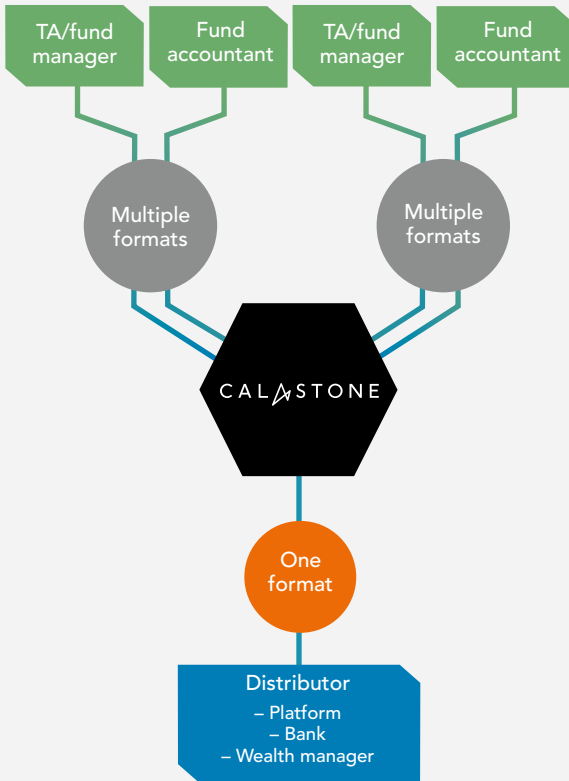 TA/fund
manager
Fund
accountant
TA/fund
manager
Fund
accountant
Multiple
formats
Multiple
formats
CALASTONE
One
format
Distributor
– Platform
– Bank
– Wealth manager